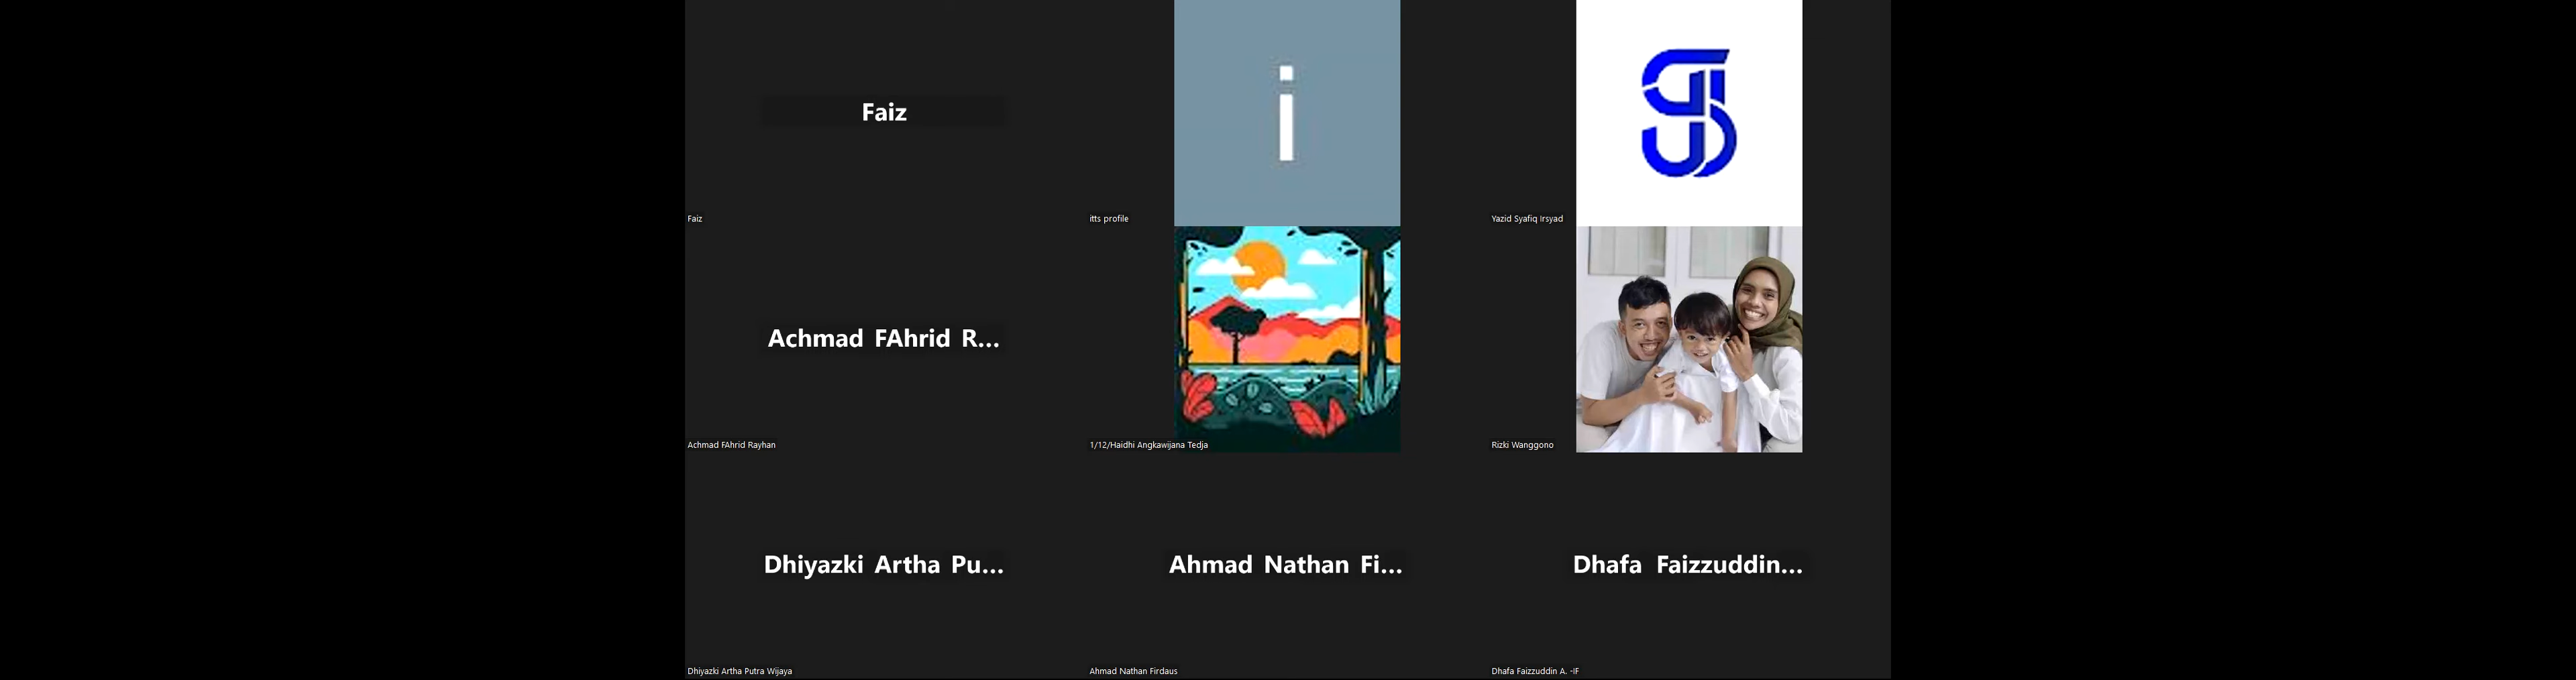 Faiz
i
Faiz
itts profile
Yazid Syafiq Irsyad
Achmad FAhrid R...
Achmad FAhrid Rayhan
1/12/Haidhi Angkawijana Tedja
Rizki Wanggono
Dhiyazki Artha Pu...
Ahmad Nathan Fi...
Dhafa Faizzuddin...
Dhiyazki Artha Putra Wijaya
Ahmad Nathan Firdaus
Dhafa Faizzuddin A. -IF